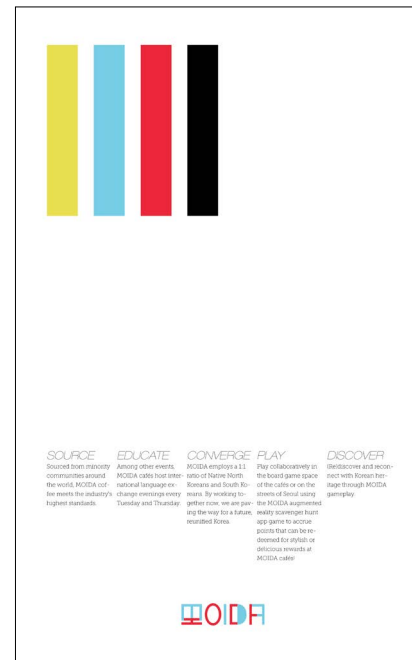 SOURCE
Sourced from minority
communities around
the world, MOIDA cof-
fee meets the industry's
highest standards.
EDUCATE
Among other events,
MOIDA cafés host inter-
national language ex-
change evenings every
Tuesday and Thursday.
CONVERGE
MOIDA employs a 1:1
ratio of Native North
Koreans and South Ko-
reans. By working to-
gether now, we are pav-
ing the way for a future,
reunified Korea.
PLAY
Play collaboratively in
the board game space
of the cafés or on the
streets of Seoul using
the MOIDA augmented
reality scavenger hunt
app game to accrue
points that can be re-
deemed for stylish or
delicious rewards at
MOIDA cafés!
DISCOVER
(Re)discover and recon-
nect with Korean her-
itage through MOIDA
gameplay.
MOIDA